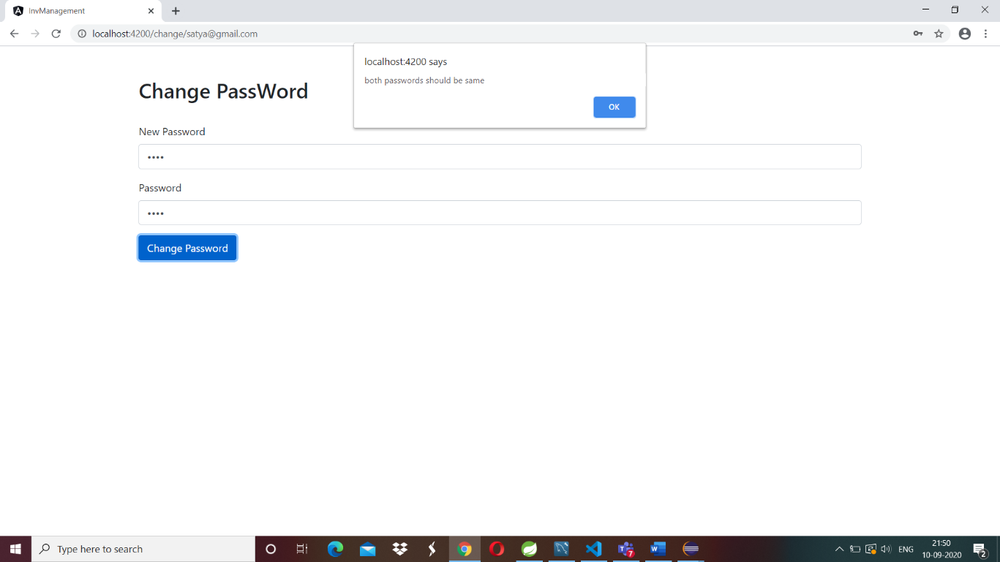 InvManagement
localhost:4200/change/satya@gmail.com
localhost:4200 says
both passwords should be same
OK
Change PassWord
New Password
••••
Password
••••
Change Password
Type here to search
7
W
ENG
21:50
10-09-2020
2